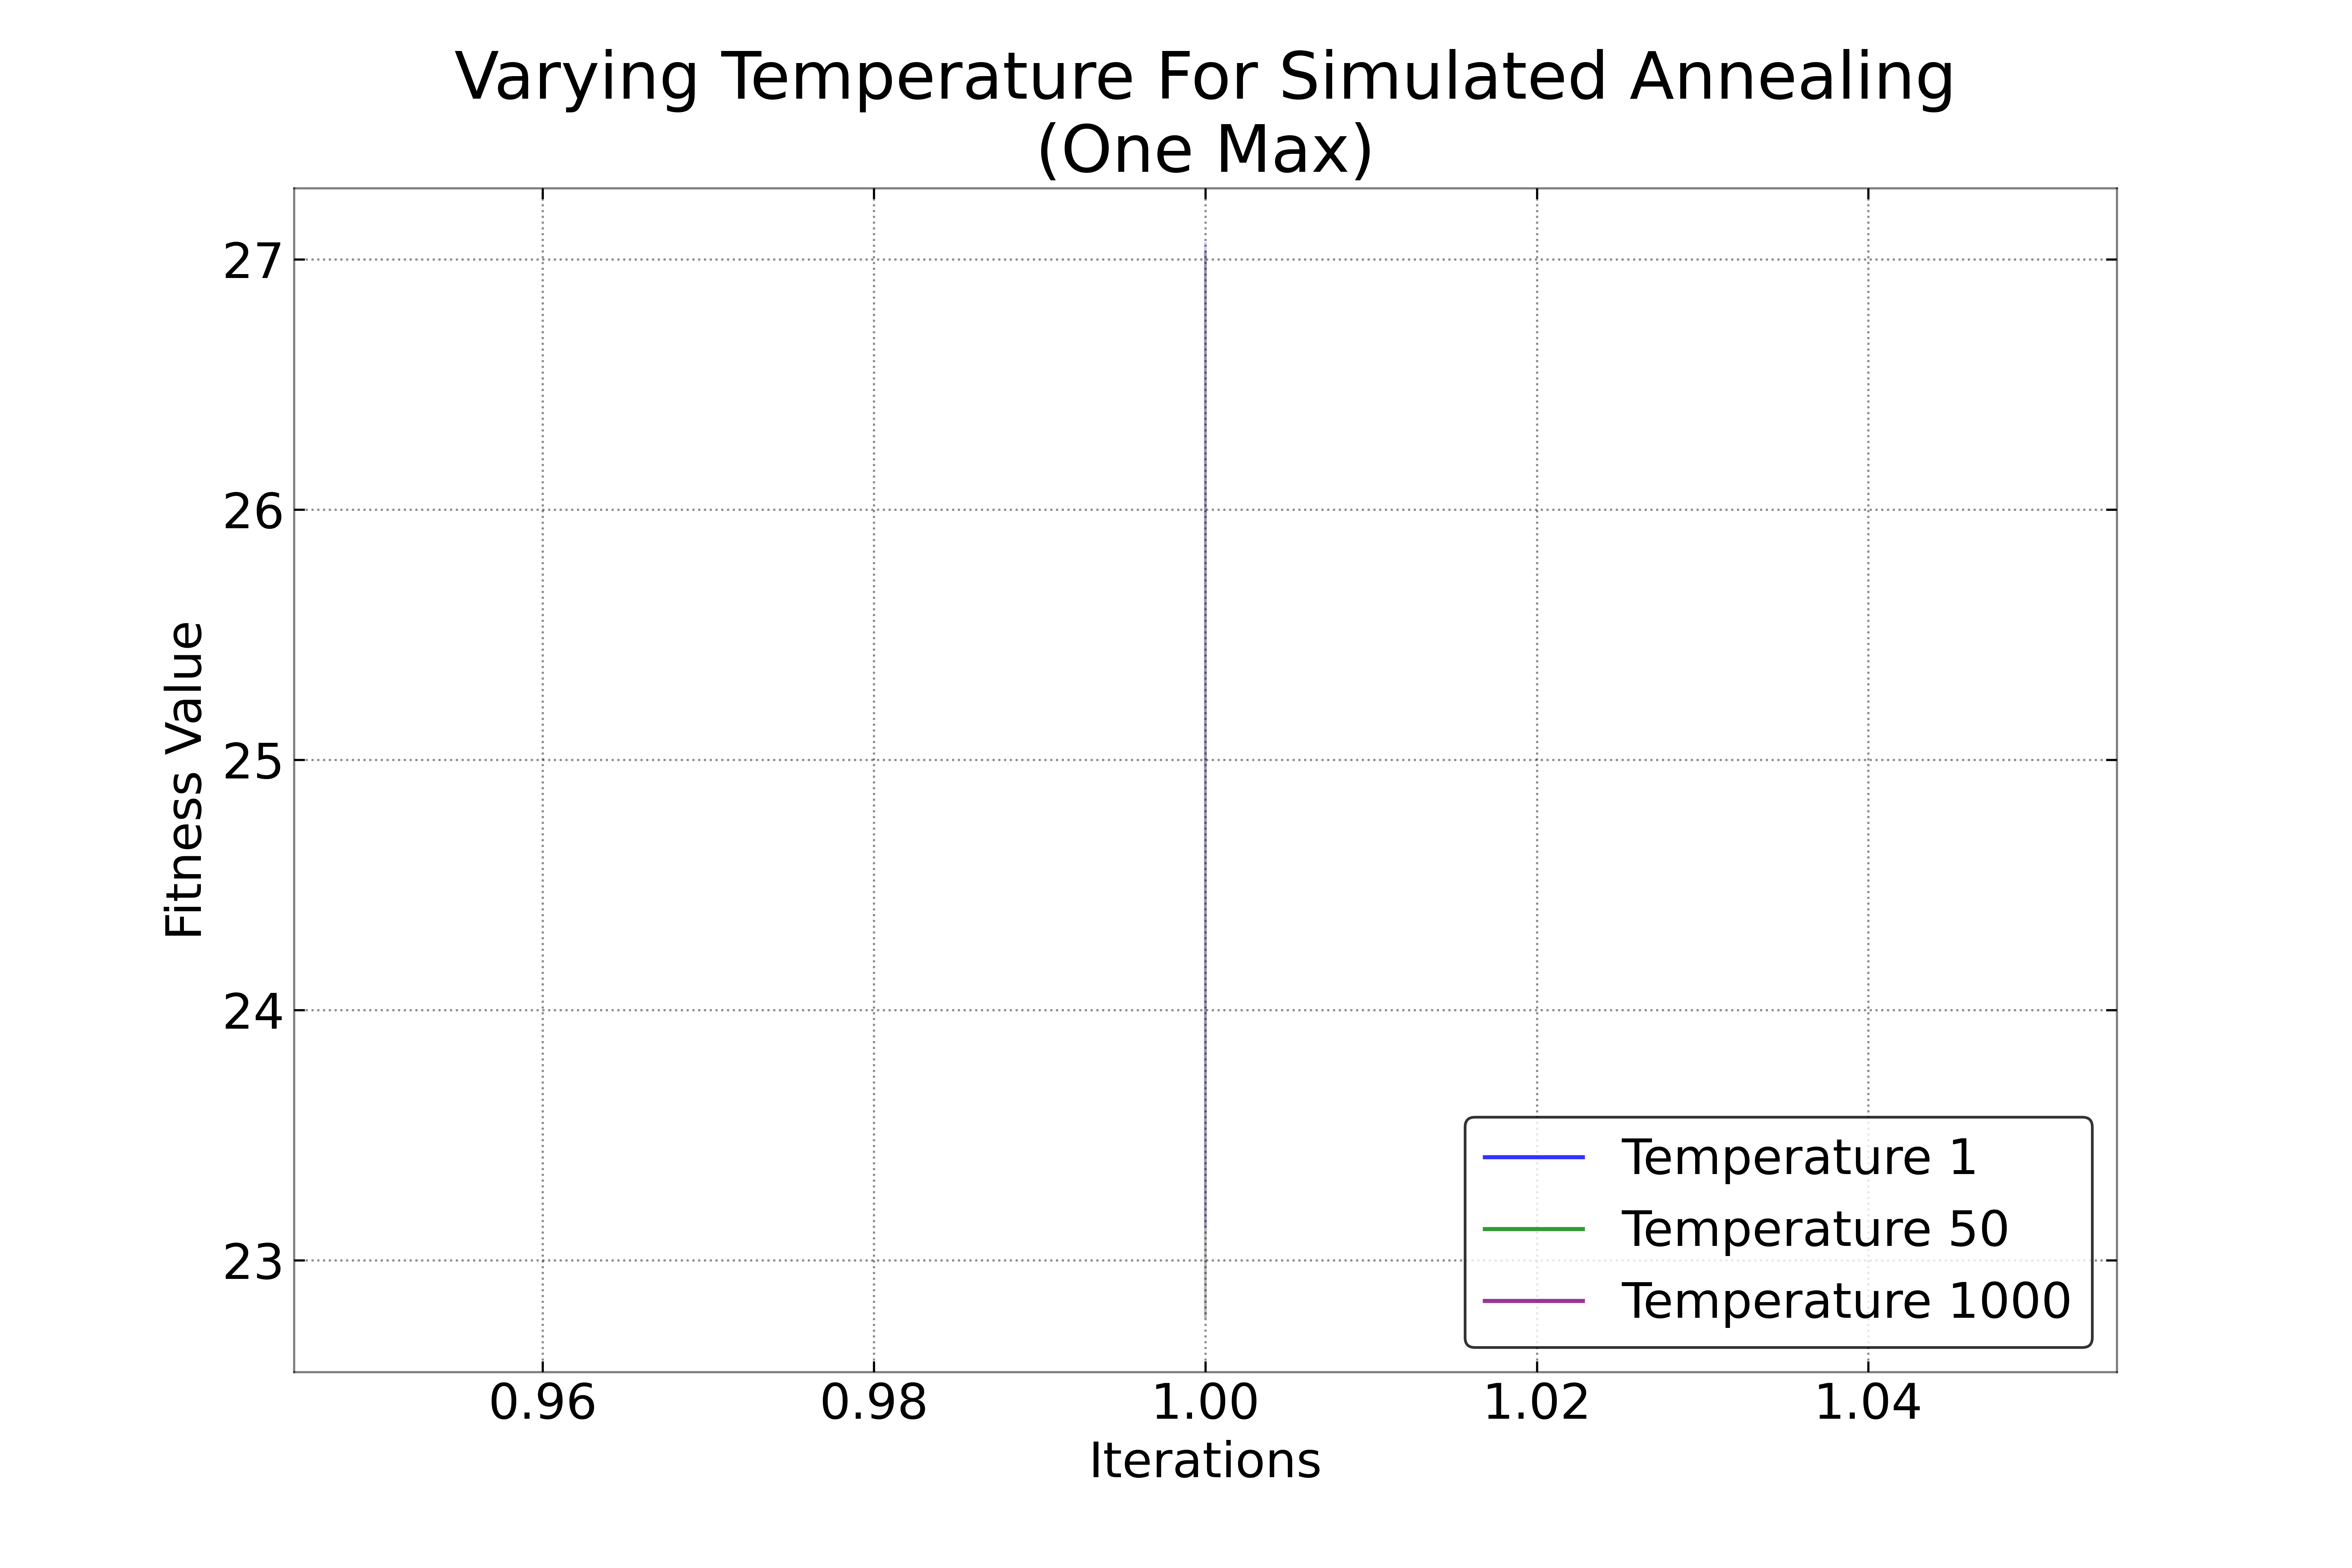 Varying Temperature For Simulated Annealing
(One Max)
27
26
25
24
23
Fitness Value
Temperature 1
Temperature 50
Temperature 1000
0.96 0.98 1.00 1.02 1.04
Iterations